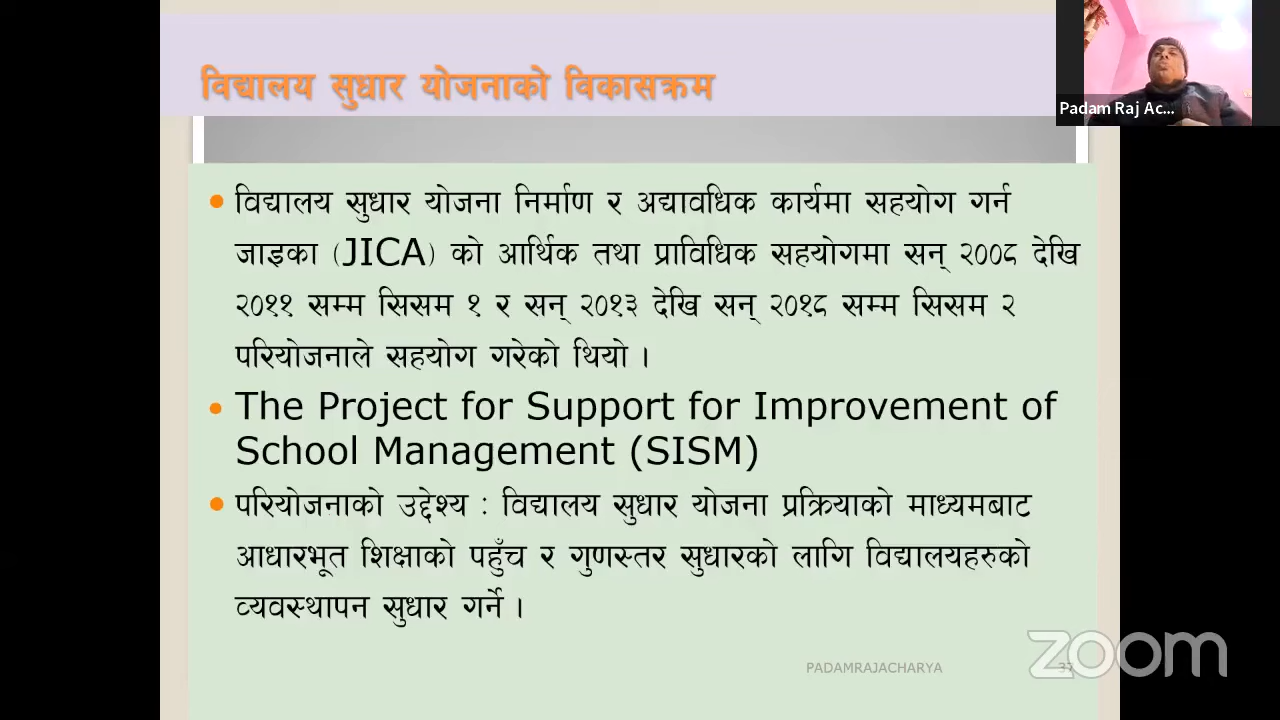 विद्यालय सुधार योजनाको विकासक्रम
Padam Raj Ac...
• विद्यालय सुधार योजना निर्माण र अद्यावधिक कार्यमा सहयोग गर्न
जाइका (JICA) को आर्थिक तथा प्राविधिक सहयोगमा सन् २००८ देखि
२०११ सम्म सिसम १ र सन् २०१३ देखि सन् २०१८ सम्म सिसम २
परियोजनाले सहयोग गरेको थियो ।
• The Project for Support for Improvement of
School Management (SISM)
• परियोजनाको उद्देश्य : विद्यालय सुधार योजना प्रक्रियाको माध्यमबाट
आधारभूत शिक्षाको पहुँच र गुणस्तर सुधारको लागि विद्यालयहरुको
व्यवस्थापन सुधार गर्ने ।
PADAMRAJACHARYA
37
zoom